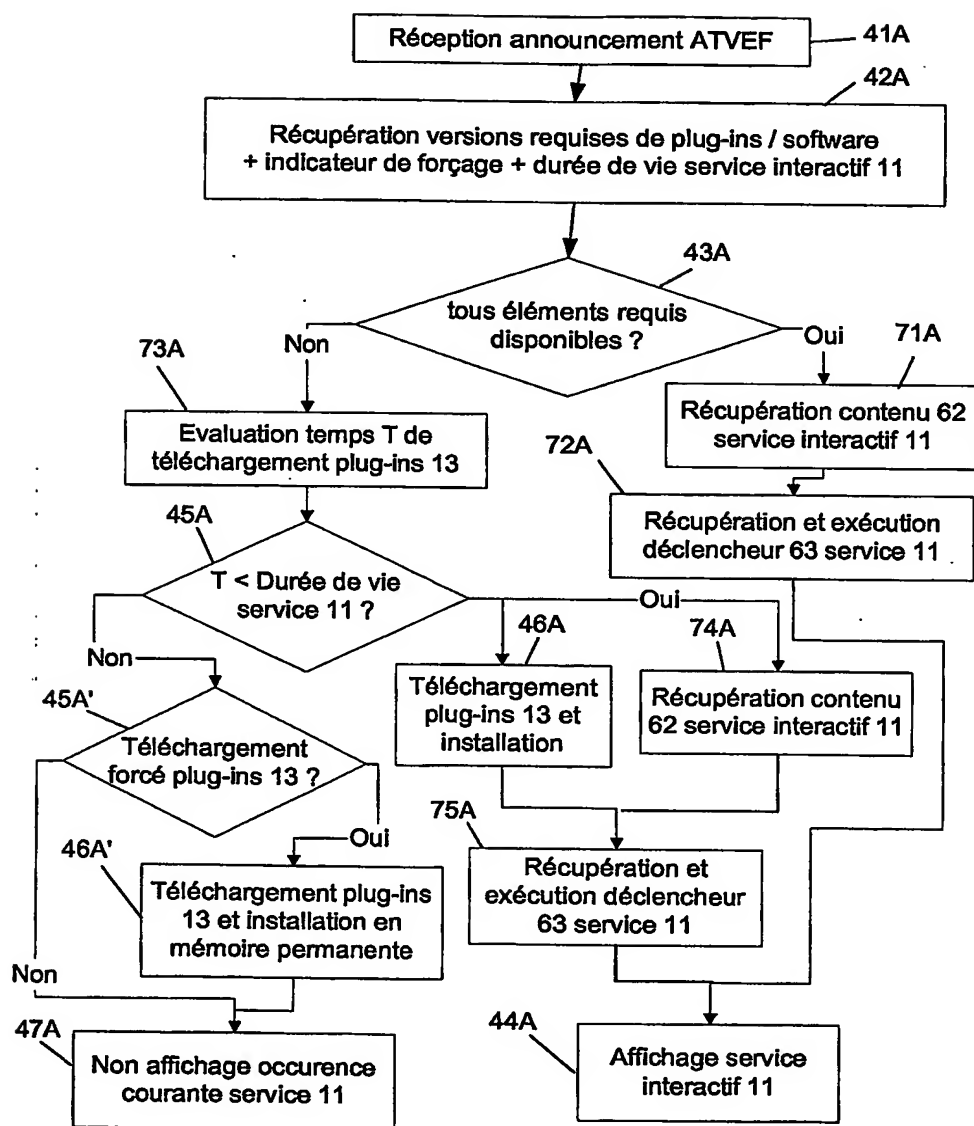 Réception announcement ATVEF
41A
42A
Récupération versions requises de plug-ins / software
+ indicateur de forçage + durée de vie service interactif 11
43A
tous éléments requis
disponibles ?
Non
Oui
73A
71A
Evaluation temps T de
téléchargement plug-ins 13
Récupération contenu 62
service interactif 11
72A
45A
Récupération et exécution
déclencheur 63 service 11
T < Durée de vie
service 11 ?
Oui
46A
74A
Non
Téléchargement
plug-ins 13 et
installation
Récupération contenu
62 service interactif 11
45A'
Téléchargement
forcé plug-ins 13 ?
75A
Oui
46A'
Récupération et
exécution déclencheur
63 service 11
Téléchargement plug-ins
13 et installation en
mémoire permanente
Non
47A
44A
Non affichage occurence
courante service 11
Affichage service
interactif 11